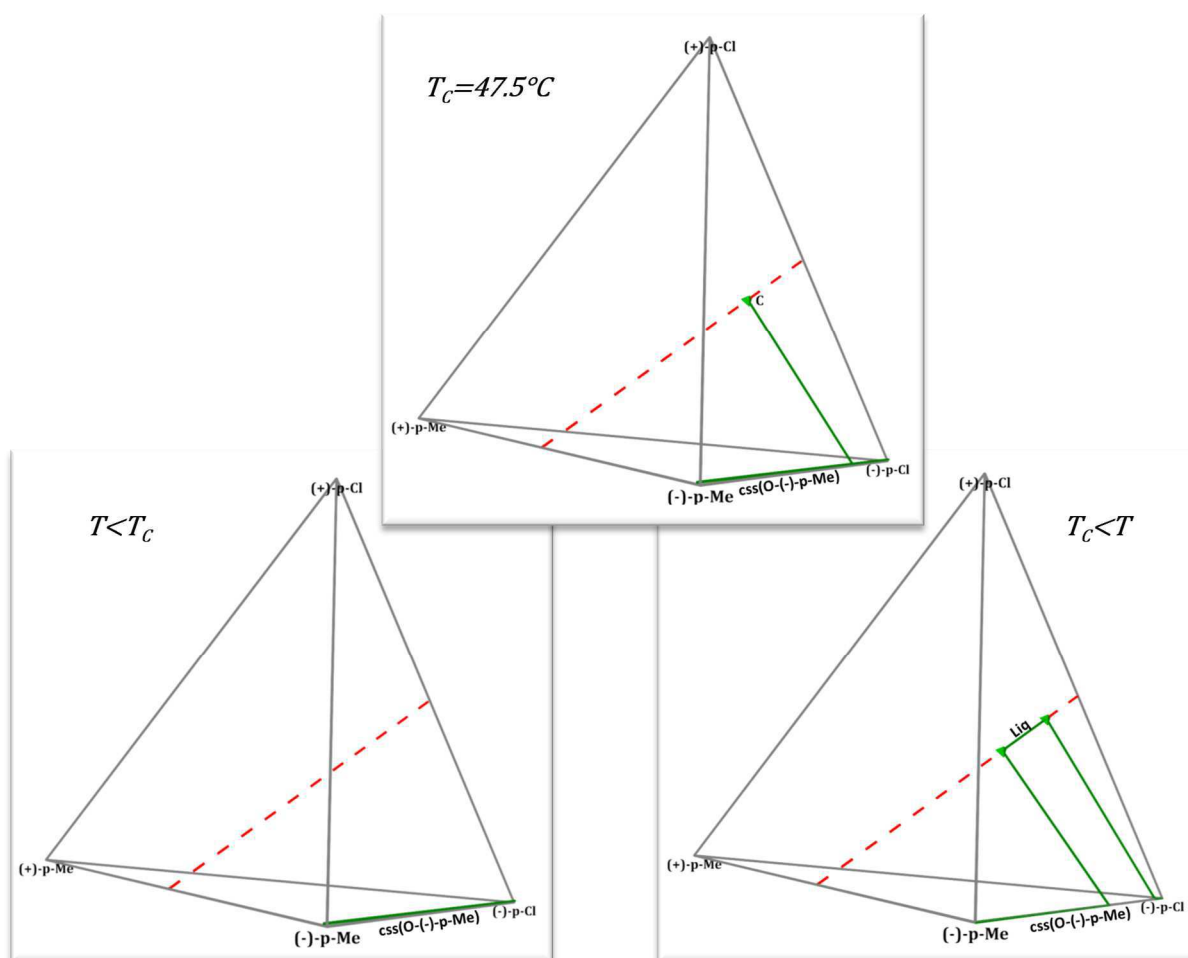 (+)-p-Cl
T_C=47.5°C
C
(+)-p-Me
(-)-p-Cl
(-)-p-Me
css(O-(-)-p-Me)
(+)-p-Cl
T<T_C
(+)-p-Me
(-)-p-Cl
(-)-p-Me
css(O-(-)-p-Me)
(+)-p-Cl
T_C<T
Liq
(+)-p-Me
(-)-p-Cl
(-)-p-Me
css(O-(-)-p-Me)